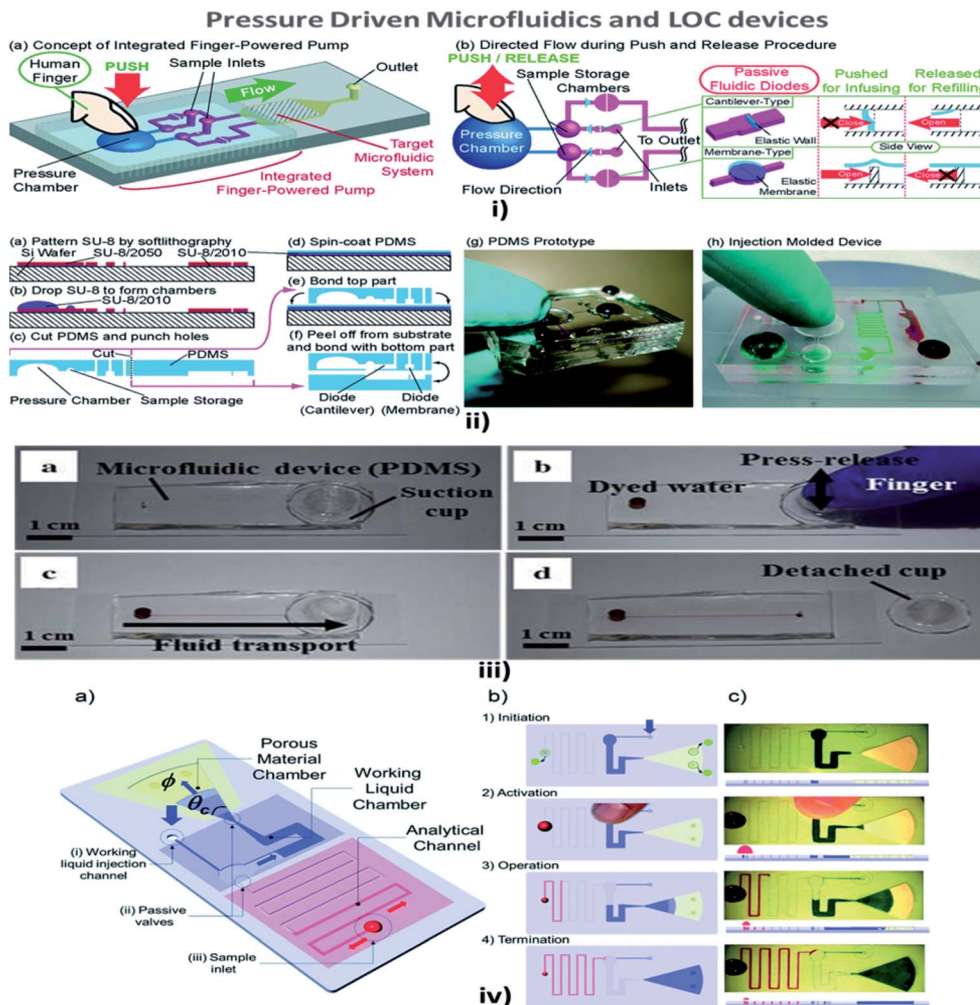 Pressure Driven Microfluidics and LOC devices
(a) Concept of Integrated Finger-Powered Pump
Human
Finger
PUSH
Sample Inlets
Flow
Outlet
Pressure
Chamber
Target
Microfluidic
System
Integrated
Finger-Powered Pump
(b) Directed Flow during Push and Release Procedure
PUSH / RELEASE
Sample Storage
Chambers
Pressure
Chamber
To Outlet
Flow Direction
Inlets
Passive
Fluidic Diodes
Pushed
for Infusing
Released
for Refilling
Cantilever-Type
Elastic Wall
Close
Open
Side View
Membrane-Type
Elastic
Membrane
Open
Close
i)
(a) Pattern SU-8 by softlithography
Si Wafer
SU-8/2050
SU-8/2010
(b) Drop SU-8 to form chambers
SU-8/2010
(c) Cut PDMS and punch holes
Cut
PDMS
Pressure Chamber
Sample Storage
(d) Spin-coat PDMS
(e) Bond top part
(f) Peel off from substrate
and bond with bottom part
Diode
(Cantilever)
Diode
(Membrane)
(g) PDMS Prototype
(h) Injection Molded Device
ii)
a
Microfluidic device (PDMS)
Suction
cup
1 cm
b
Press-release
Dyed water
Finger
1 cm
c
Fluid transport
1 cm
d
Detached cup
1 cm
iii)
a)
Porous
Material
Chamber
Working
Liquid
Chamber
Analytical
Channel
ϕ
θc
(i) Working
liquid injection
channel
(ii) Passive
valves
(iii) Sample
inlet
b)
1) Initiation
2) Activation
3) Operation
4) Termination
c)
iv)